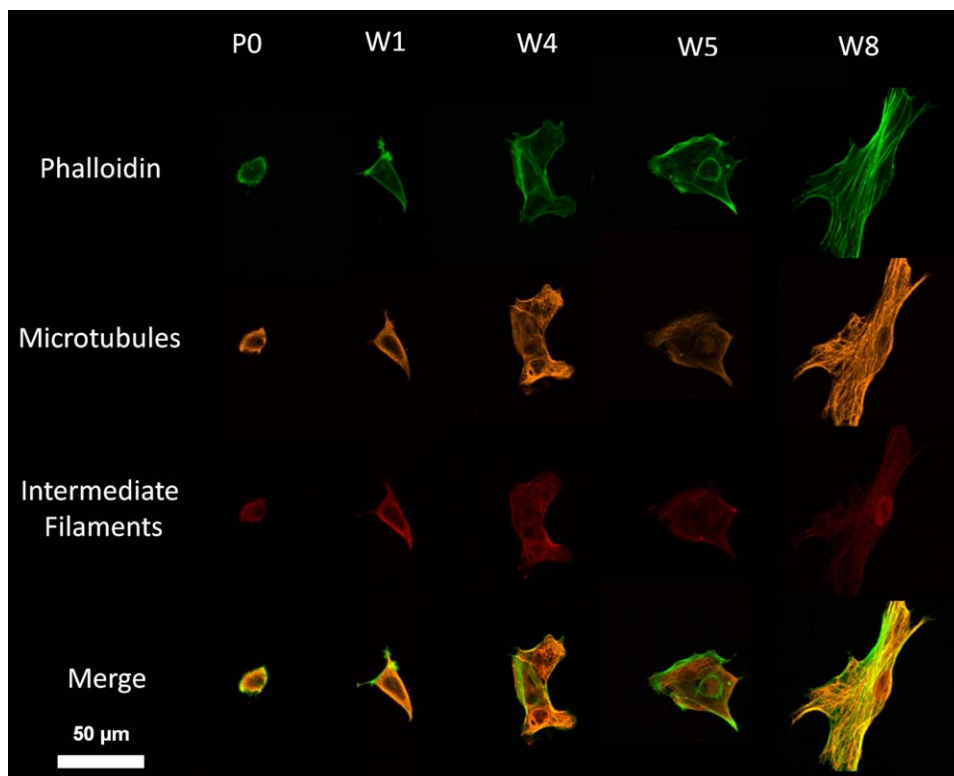 P0 W1 W4 W5 W8
Phalloidin
Microtubules
Intermediate
Filaments
Merge
50 µm